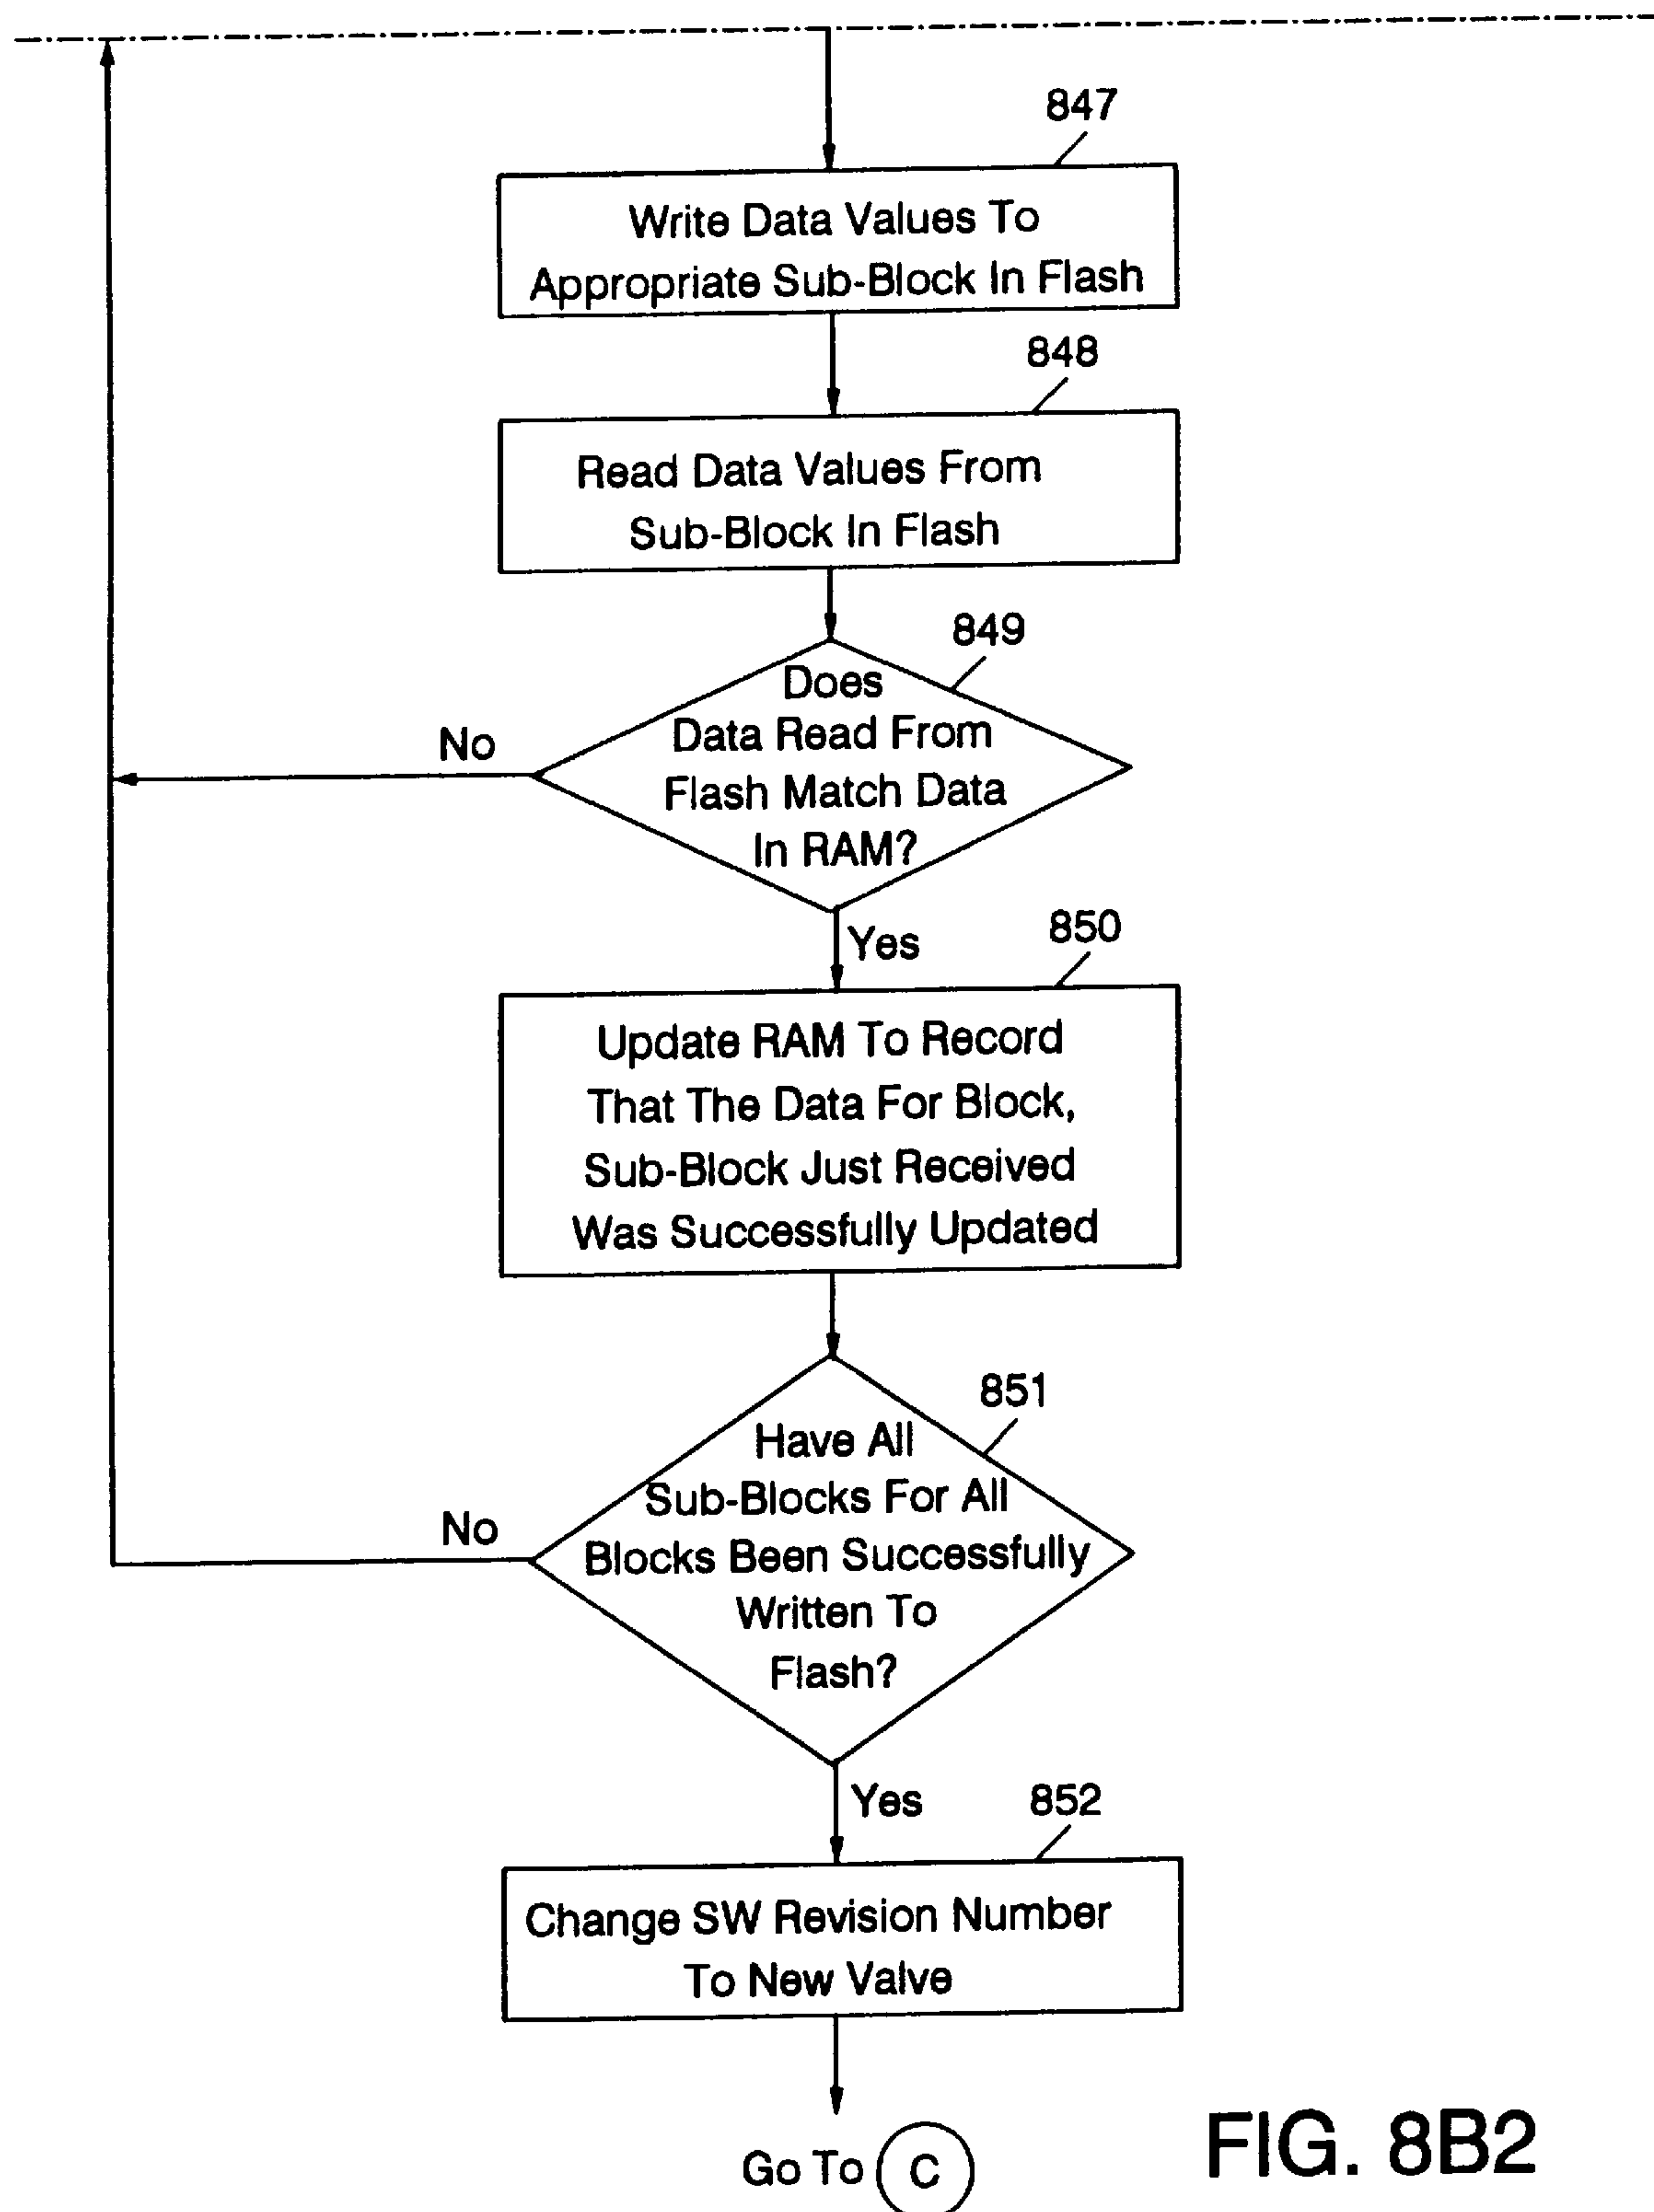 847
Write Data Values To
Appropriate Sub-Block In Flash
848
Read Data Values From
Sub-Block In Flash
849
Does
Data Read From
Flash Match Data
In RAM?
No
Yes
850
Update RAM To Record
That The Data For Block,
Sub-Block Just Received
Was Successfully Updated
851
Have All
Sub-Blocks For All
Blocks Been Successfully
Written To
Flash?
No
Yes
852
Change SW Revision Number
To New Valve
Go To C
FIG. 8B2